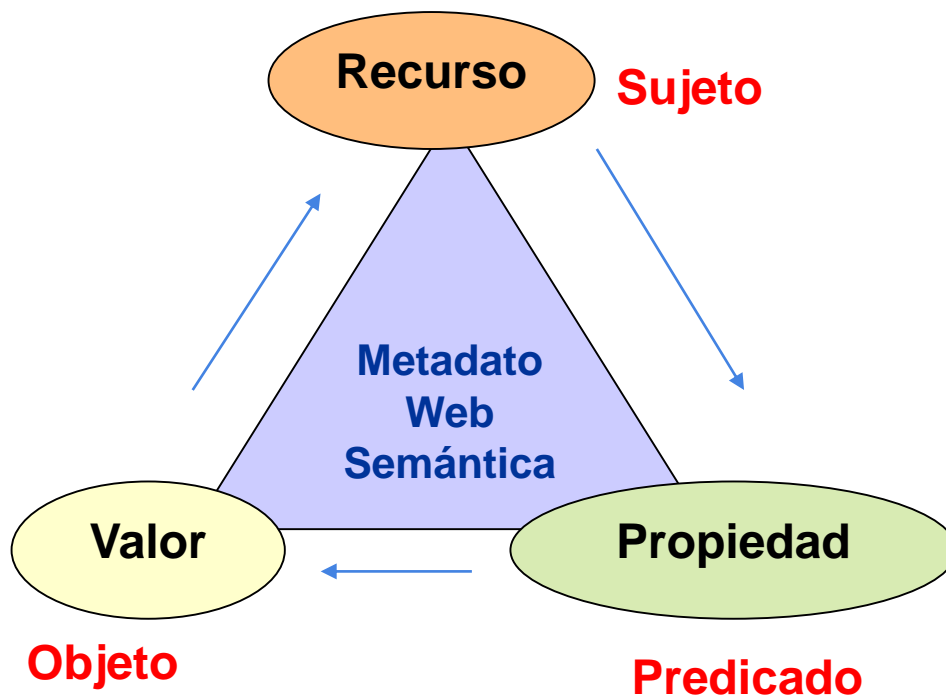 Recurso
Sujeto
Metadato
Web
Semántica
Valor
Propiedad
Objeto
Predicado